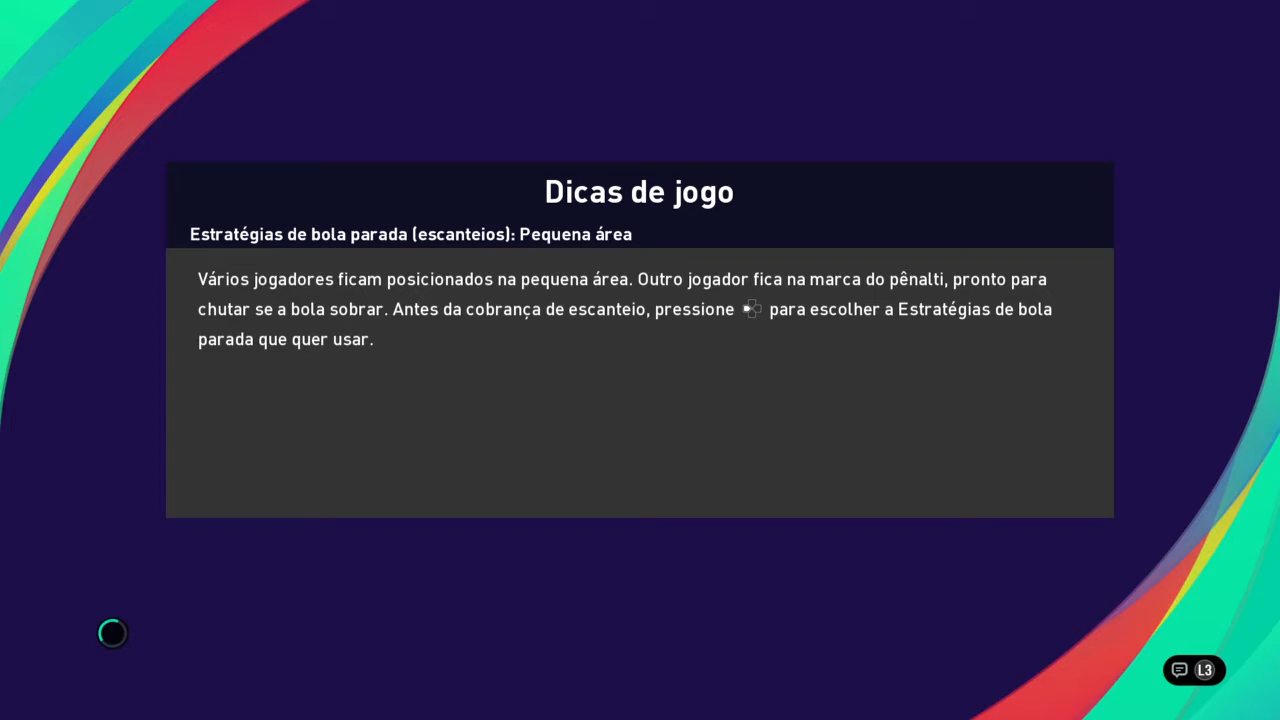 Dicas de jogo
Estratégias de bola parada (escanteios): Pequena área
Vários jogadores ficam posicionados na pequena área. Outro jogador fica na marca do pênalti, pronto para
chutar se a bola sobrar. Antes da cobrança de escanteio, pressione para escolher a Estratégias de bola
parada que quer usar.
L3